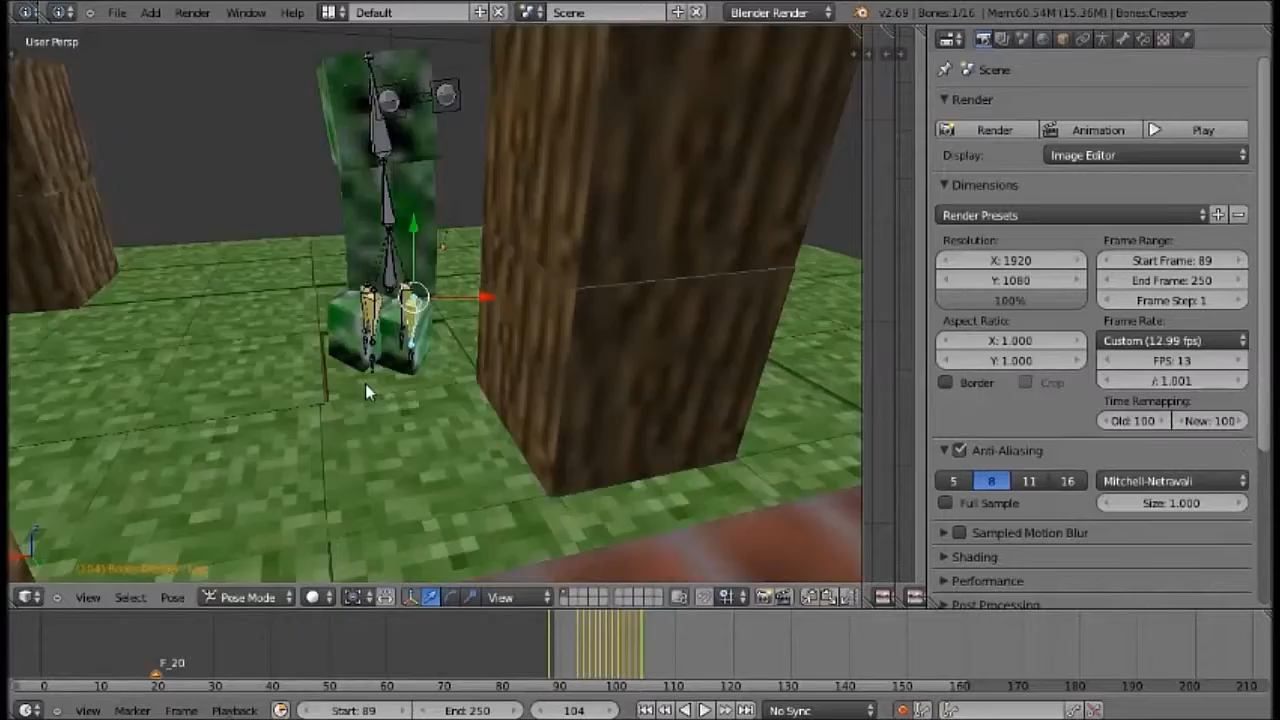 File Add Render Window Help Default Scene Blender Render v2.69 | Bones:1/16 | Mem:60.54M (15.36M) | Bones:Creeper
User Persp
Scene
Render
Render Animation Play
Display: Image Editor
Dimensions
Render Presets
Resolution: Frame Range:
X: 1920 Start Frame: 89
Y: 1080 End Frame: 250
100% Frame Step: 1
Aspect Ratio: Frame Rate:
X: 1.000 Custom (12.99 fps)
Y: 1.000 FPS: 13
/: 1.001
Border Crop
Time Remapping:
Old: 100 New: 100
Anti-Aliasing
5 8 11 16 Mitchell-Netravali
Full Sample Size: 1.000
Sampled Motion Blur
Shading
Performance
Post Processing
View Select Pose Pose Mode View
F_20
0 10 20 30 40 50 60 70 80 90 100 110 120 130 140 150 160 170 180 190 200 210
View Marker Frame Playback Start: 89 End: 250 104 No Sync